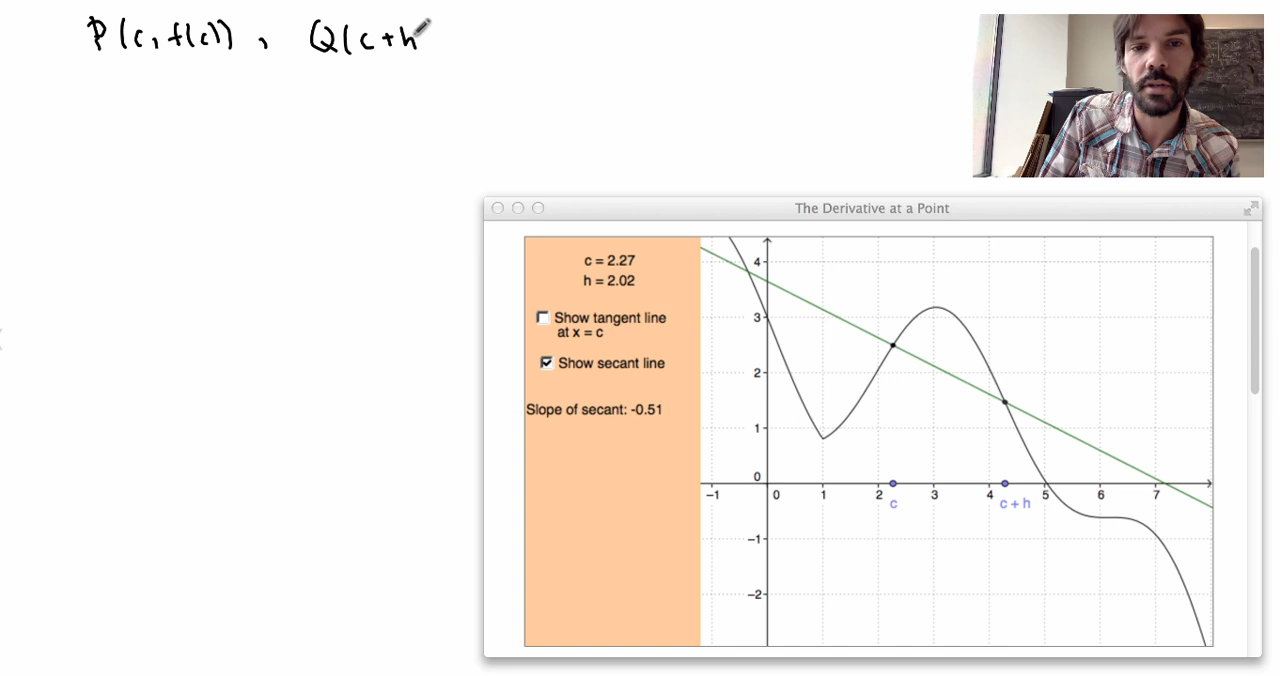 P(c, f(c)) , Q(c+h
The Derivative at a Point
c = 2.27
h = 2.02
Show tangent line
at x = c
Show secant line
Slope of secant: -0.51
4
3
2
1
0
−1 0 1 2 3 4 5 6 7
c c + h
−1
−2